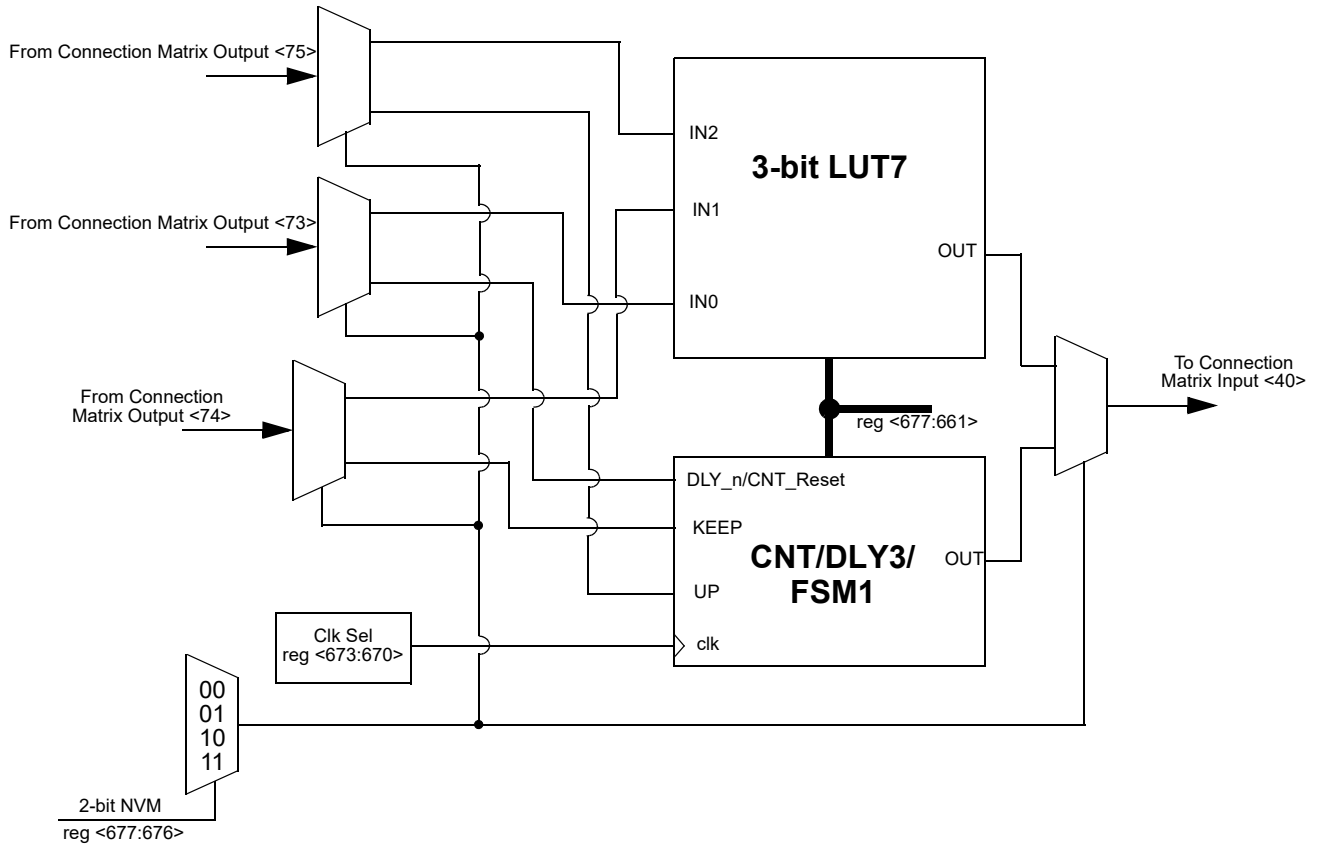 From Connection Matrix Output <75>
IN2
3-bit LUT7
From Connection Matrix Output <73>
IN1
OUT
IN0
From Connection
Matrix Output <74>
To Connection
Matrix Input <40>
reg <677:661>
DLY_n/CNT_Reset
KEEP
CNT/DLY3/
FSM1
OUT
UP
Clk Sel
reg <673:670>
clk
00
01
10
11
2-bit NVM
reg <677:676>